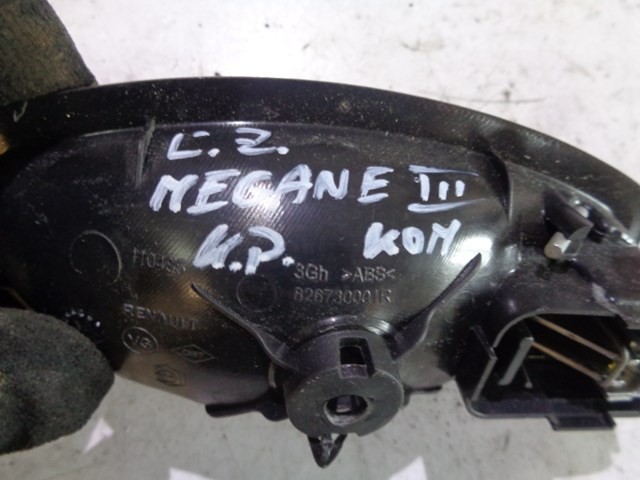 L. Z.
MEGANE III
K.P. KOM
3Gh >ABS<
826730001R
RENAULT